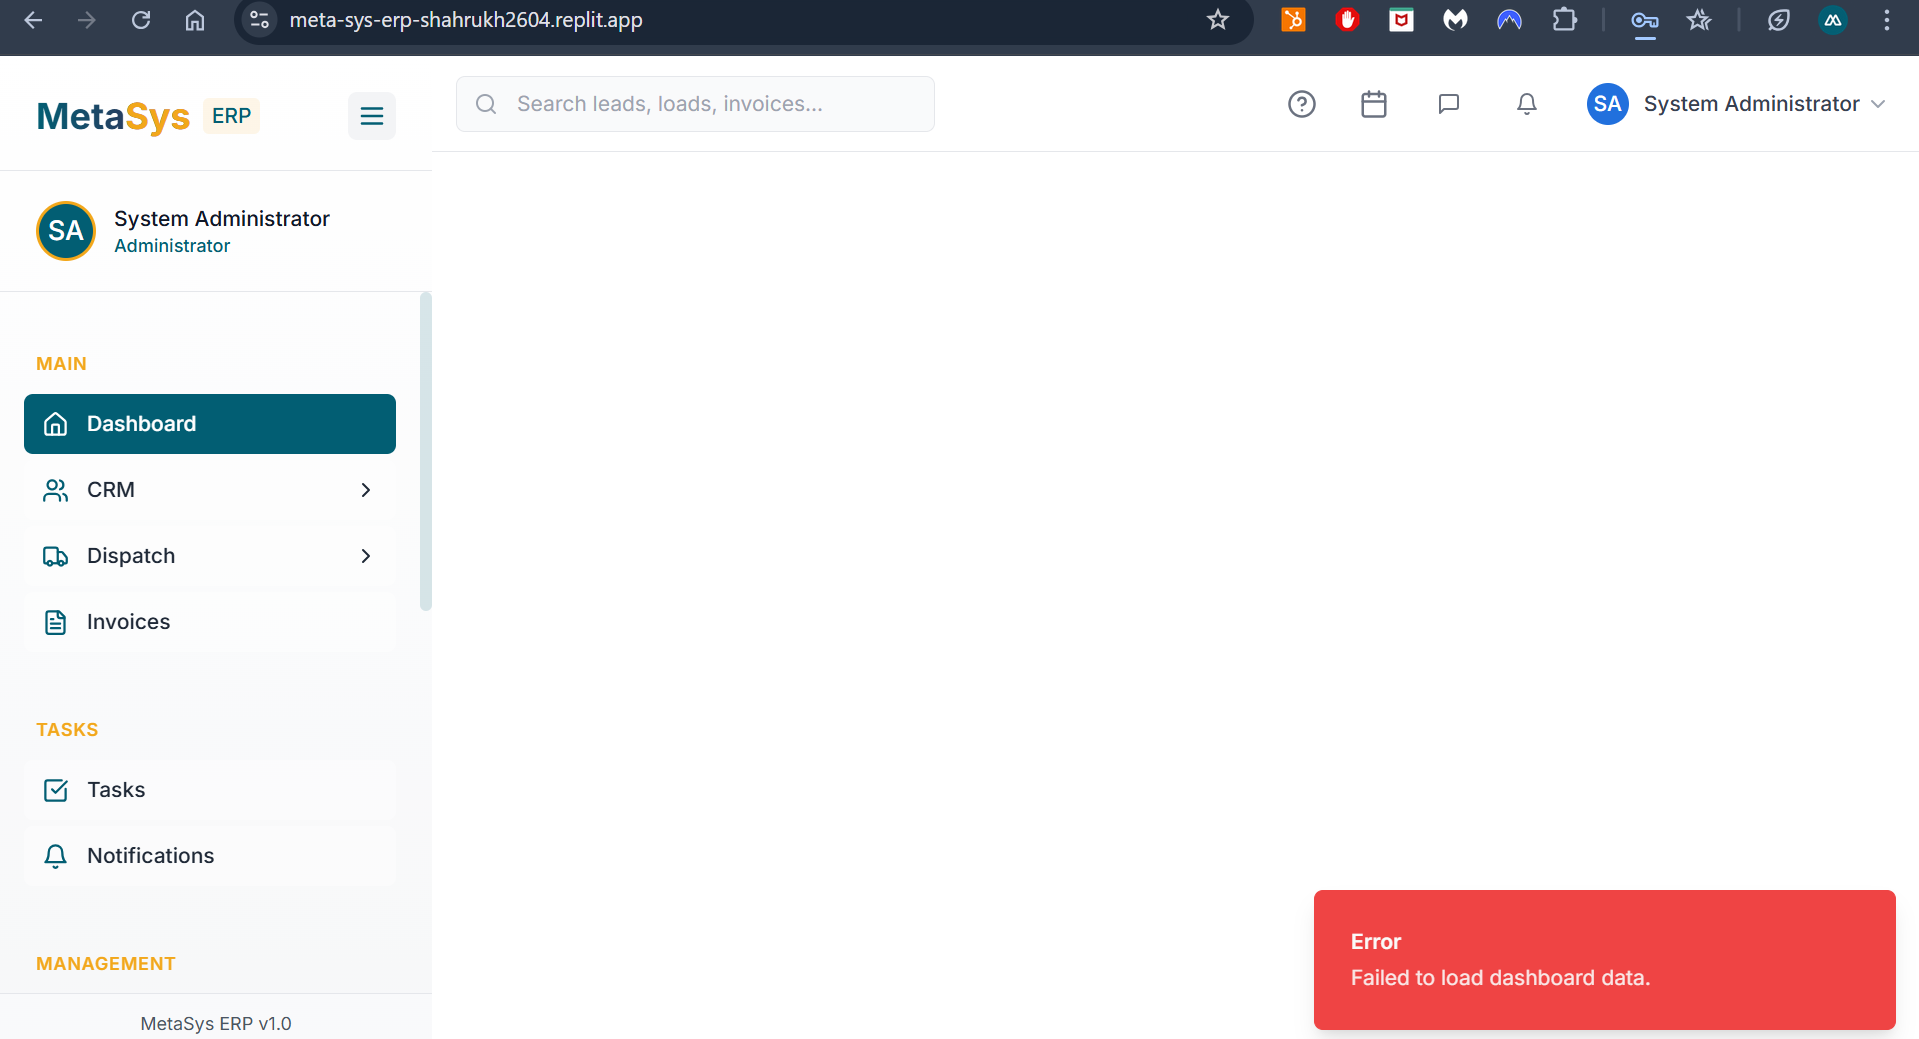 meta-sys-erp-shahrukh2604.replit.app
MetaSys ERP
Search leads, loads, invoices...
SA System Administrator
SA System Administrator
Administrator
MAIN
Dashboard
CRM
Dispatch
Invoices
TASKS
Tasks
Notifications
MANAGEMENT
MetaSys ERP v1.0
Error
Failed to load dashboard data.